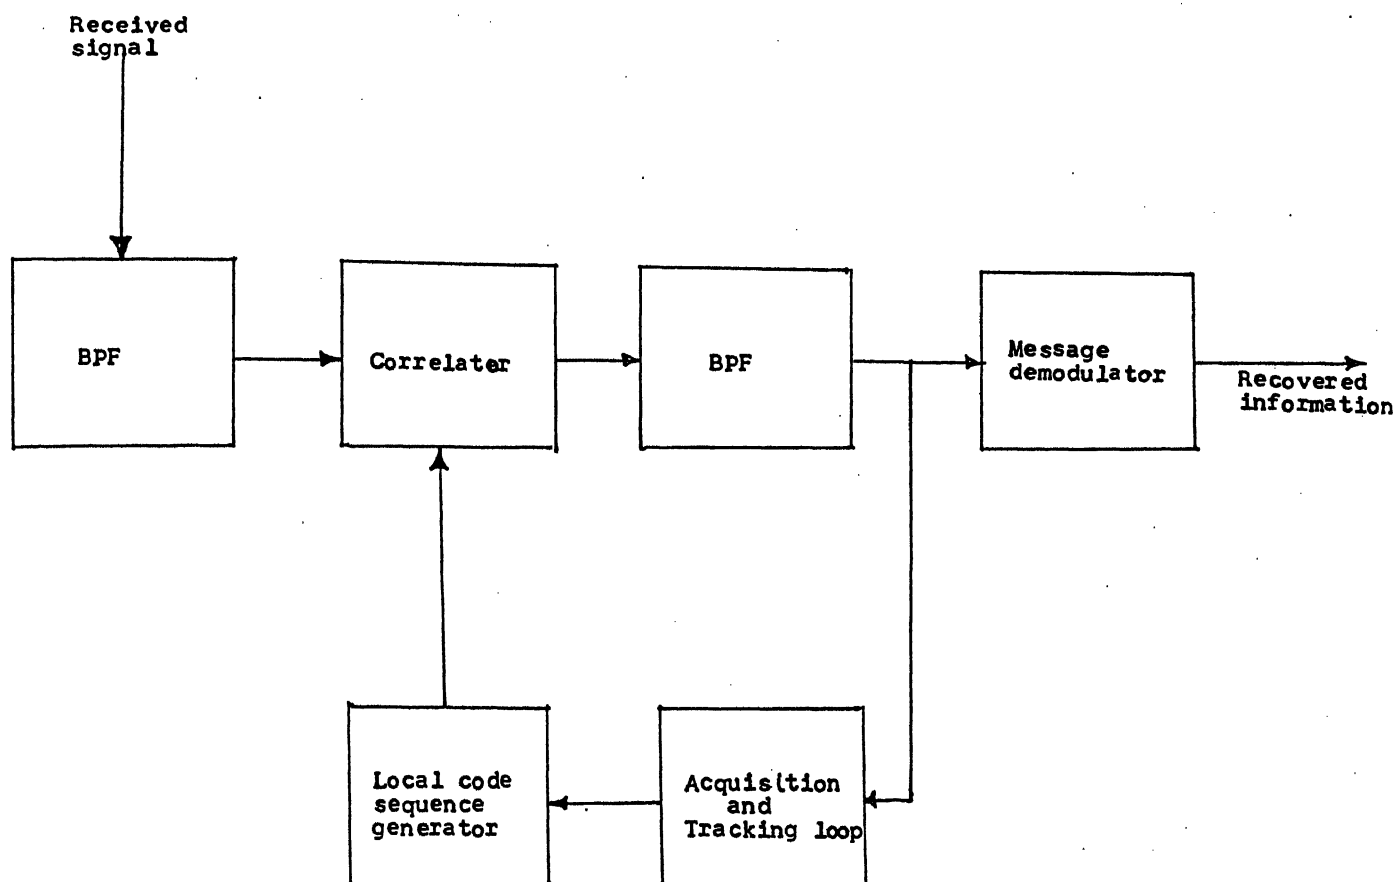 Received
signal
BPF
Correlater
BPF
Message
demodulator
Recovered
information
Local code
sequence
generator
Acquisition
and
Tracking loop